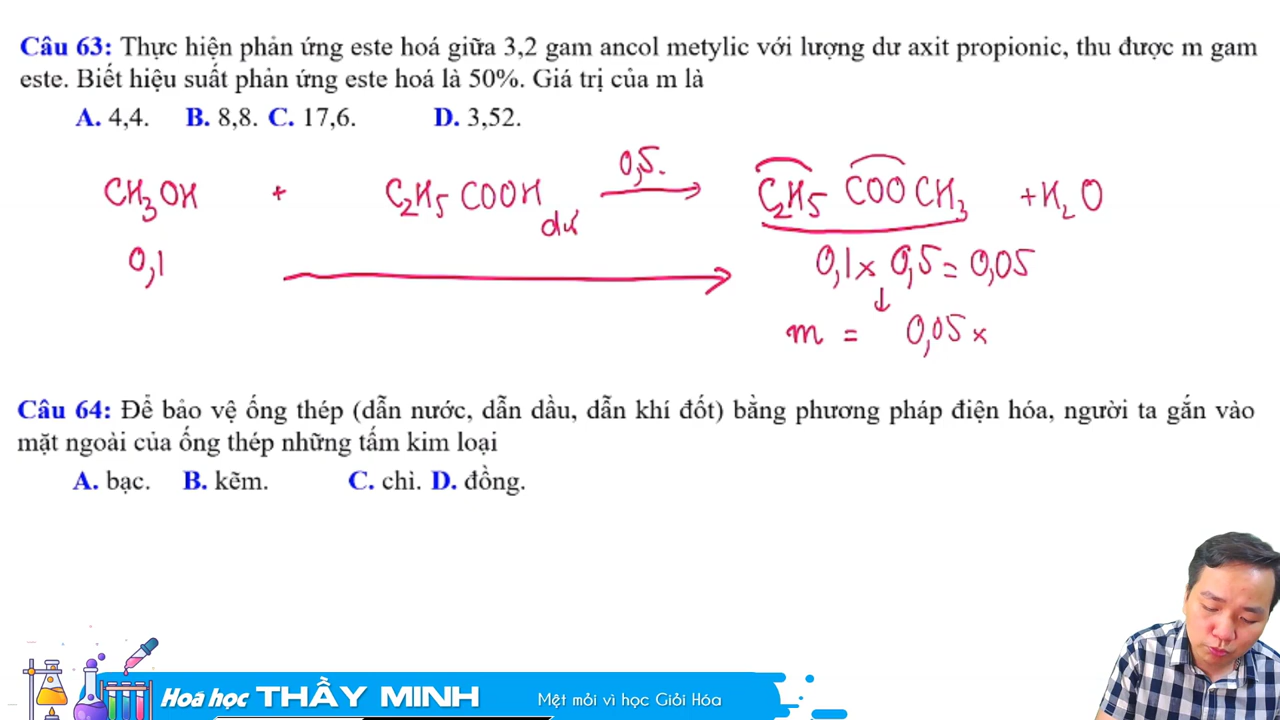 Câu 63: Thực hiện phản ứng este hoá giữa 3,2 gam ancol metylic với lượng dư axit propionic, thu được m gam
este. Biết hiệu suất phản ứng este hoá là 50%. Giá trị của m là
A. 4,4. B. 8,8. C. 17,6. D. 3,52.
0,5.
CH₃OH + C₂H₅COOH dư → C₂H₅COOCH₃ + H₂O
0,1 → 0,1 x 0,5 = 0,05
↓
m = 0,05 x
Câu 64: Để bảo vệ ống thép (dẫn nước, dẫn dầu, dẫn khí đốt) bằng phương pháp điện hóa, người ta gắn vào
mặt ngoài của ống thép những tấm kim loại
A. bạc. B. kẽm. C. chì. D. đồng.
Hoá học THẦY MINH Mệt mỏi vì học Giỏi Hóa